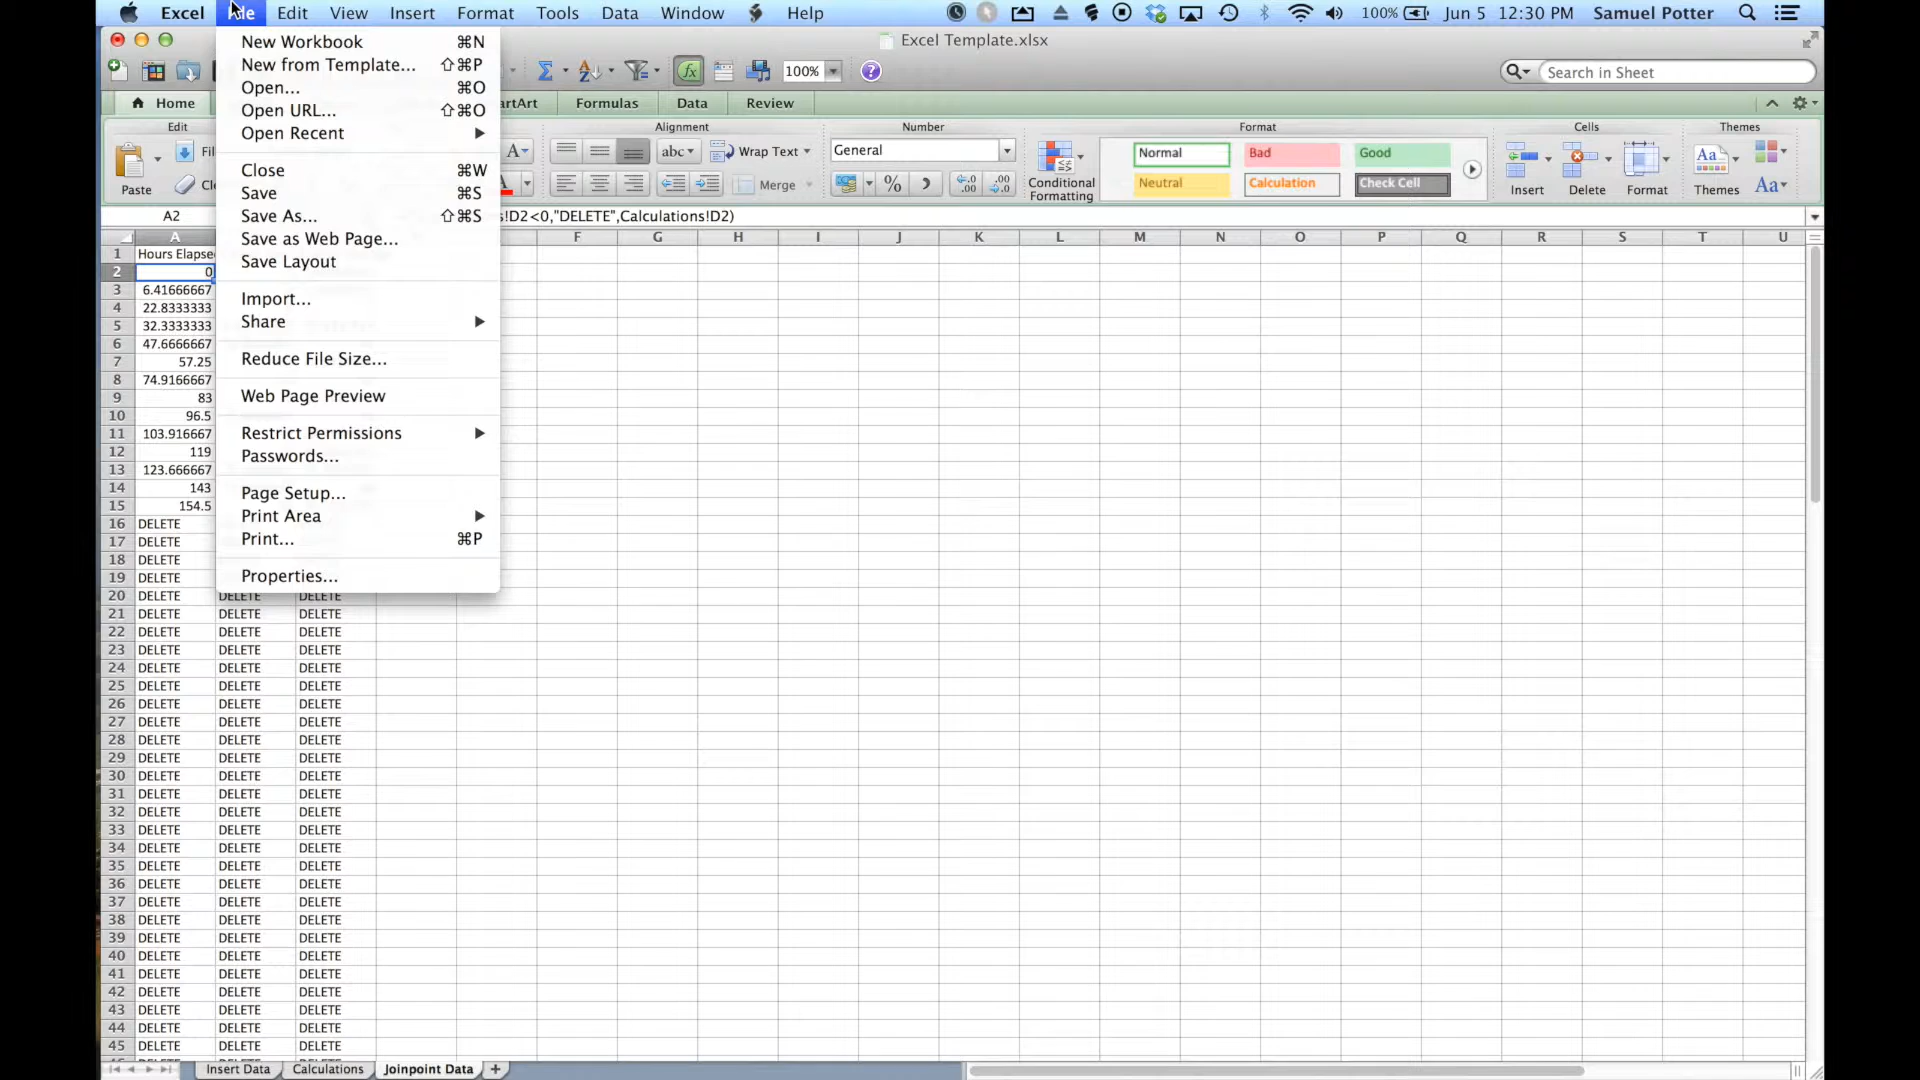 Excel Edit View Insert Format Tools Data Window Help 100% Jun 5 12:30 PM Samuel Potter
Excel Template.xlsx
100% Search in Sheet
Home Formulas Data Review
Edit Alignment Number Format Cells Themes
Paste abc Wrap Text Merge General % Conditional Formatting Normal Bad Good Neutral Calculation Check Cell Insert Delete Format Themes Aa
A2 !D2<0,"DELETE",Calculations!D2)
New Workbook ⌘N
New from Template... ⇧⌘P
Open... ⌘O
Open URL... ⇧⌘O
Open Recent
Close ⌘W
Save ⌘S
Save As... ⇧⌘S
Save as Web Page...
Save Layout
Import...
Share
Reduce File Size...
Web Page Preview
Restrict Permissions
Passwords...
Page Setup...
Print Area
Print... ⌘P
Properties...
A F G H I J K L M N O P Q R S T U
1 Hours Elapse
2 0
3 6.41666667
4 22.8333333
5 32.3333333
6 47.6666667
7 57.25
8 74.9166667
9 83
10 96.5
11 103.916667
12 119
13 123.666667
14 143
15 154.5
16 DELETE
17 DELETE
18 DELETE
19 DELETE
20 DELETE DELETE DELETE
21 DELETE DELETE DELETE
22 DELETE DELETE DELETE
23 DELETE DELETE DELETE
24 DELETE DELETE DELETE
25 DELETE DELETE DELETE
26 DELETE DELETE DELETE
27 DELETE DELETE DELETE
28 DELETE DELETE DELETE
29 DELETE DELETE DELETE
30 DELETE DELETE DELETE
31 DELETE DELETE DELETE
32 DELETE DELETE DELETE
33 DELETE DELETE DELETE
34 DELETE DELETE DELETE
35 DELETE DELETE DELETE
36 DELETE DELETE DELETE
37 DELETE DELETE DELETE
38 DELETE DELETE DELETE
39 DELETE DELETE DELETE
40 DELETE DELETE DELETE
41 DELETE DELETE DELETE
42 DELETE DELETE DELETE
43 DELETE DELETE DELETE
44 DELETE DELETE DELETE
45 DELETE DELETE DELETE
Insert Data Calculations Joinpoint Data +